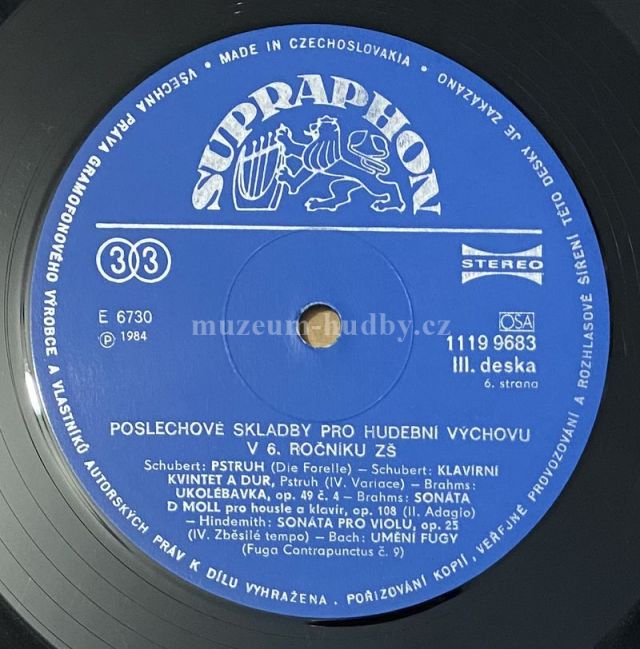 VŠECHNA PRÁVA GRAMOFONOVÉHO VÝROBCE A VLASTNÍKŮ AUTORSKÝCH PRÁV K DÍLU VYHRAŽENA. POŘIZOVÁNÍ KOPIÍ, VEŘEJNÉ PROVOZOVÁNÍ A ROZHLASOVÉ ŠÍŘENÍ TÉTO DESKY JE ZAKÁZÁNO • MADE IN CZECHOSLOVAKIA •
SUPRAPHON
33
STEREO
E 6730
Ⓟ 1984
OSA
1119 9683
III. deska
6. strana
muzeum-hudby.cz
POSLECHOVÉ SKLADBY PRO HUDEBNÍ VÝCHOVU
V 6. ROČNÍKU ZŠ
Schubert: PSTRUH (Die Forelle) – Schubert: KLAVÍRNÍ
KVINTET A DUR, Pstruh (IV. Variace) – Brahms:
UKOLÉBAVKA, op. 49 č. 4 – Brahms: SONÁTA
D MOLL pro housle a klavír, op. 108 (II. Adagio)
– Hindemith: SONÁTA PRO VIOLU, op. 25
(IV. Zběsilé tempo) – Bach: UMĚNÍ FUGY
(Fuga Contrapunctus č. 9)